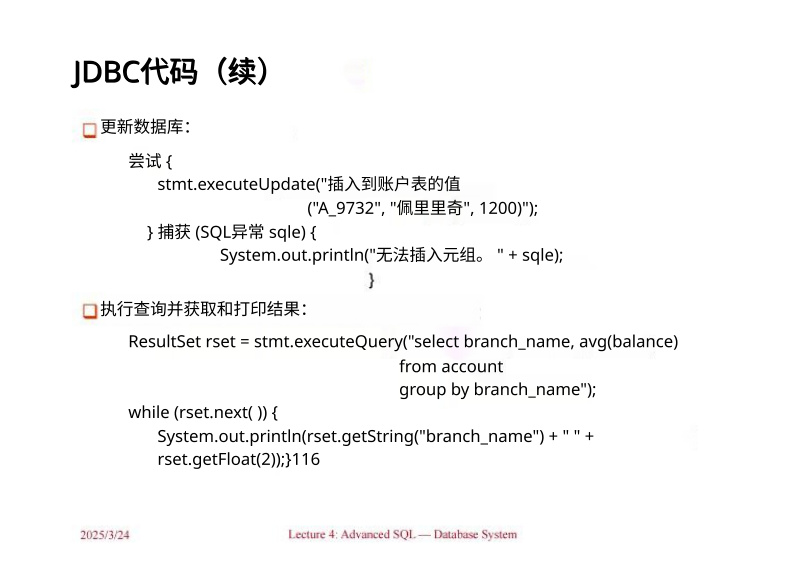 JDBC代码（续）
更新数据库：
尝试 {
stmt.executeUpdate("插入到账户表的值
("A_9732", "佩里里奇", 1200)");
} 捕获 (SQL异常 sqle) {
System.out.println("无法插入元组。 " + sqle);
}
执行查询并获取和打印结果：
ResultSet rset = stmt.executeQuery("select branch_name, avg(balance)
from account
group by branch_name");
while (rset.next( )) {
System.out.println(rset.getString("branch_name") + " " +
rset.getFloat(2));}116
2025/3/24
Lecture 4: Advanced SQL — Database System